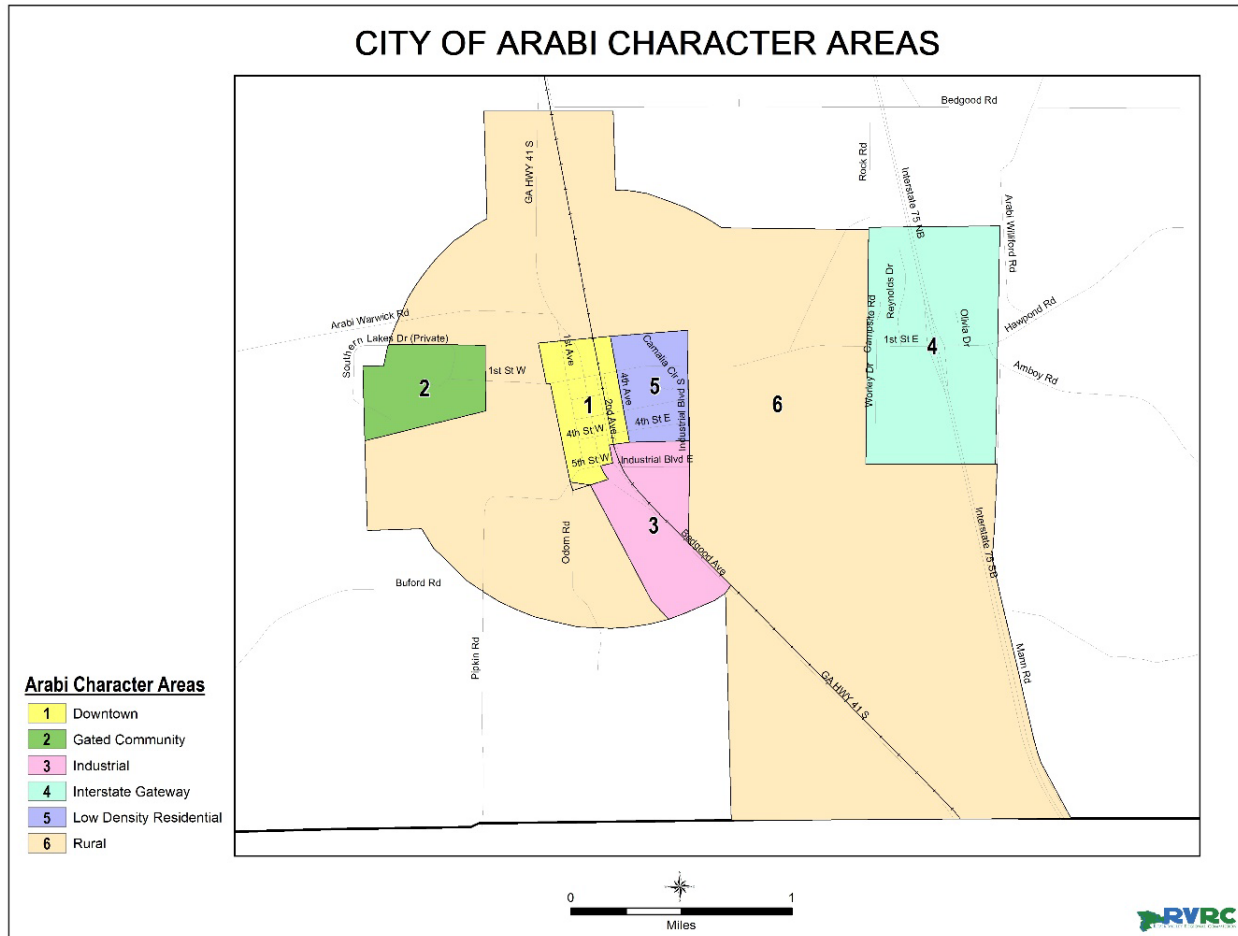 CITY OF ARABI CHARACTER AREAS
Bedgood Rd
GA HWY 41 S
Rock Rd
Interstate 75 NB
Arabi Williford Rd
Reynolds Dr
Olivia Dr
Hawpond Rd
Arabi Warwick Rd
Southern Lakes Dr (Private)
1st Ave
Camalia Cir
Campsite Rd
1st St E
4
Amboy Rd
2
1st St W
1
4th Ave
5
Industrial Blvd S
6
Worley Dr
2nd Ave
4th St E
4th St W
5th St W
Industrial Blvd E
3
Odom Rd
Bedgood Ave
Interstate 75 SB
Buford Rd
Pipkin Rd
Mann Rd
GA HWY 41 S
Arabi Character Areas
1 Downtown
2 Gated Community
3 Industrial
4 Interstate Gateway
5 Low Density Residential
6 Rural
0 1
Miles
RVRC